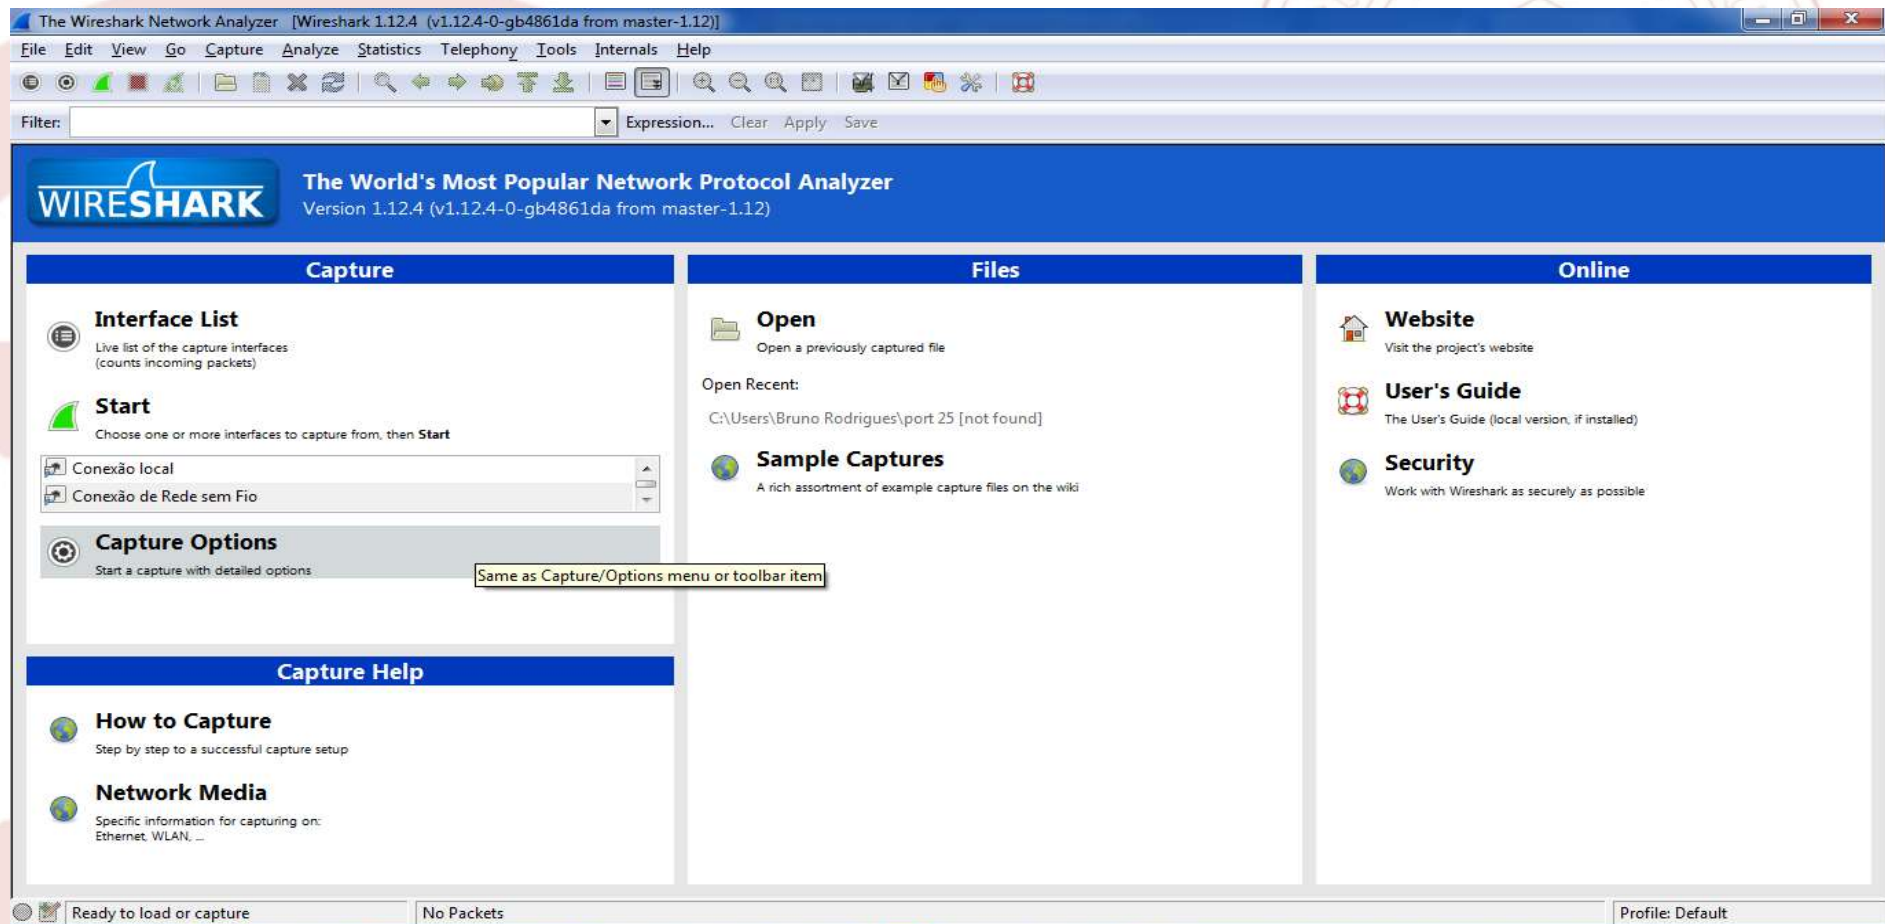 The Wireshark Network Analyzer [Wireshark 1.12.4 (v1.12.4-0-gb4861da from master-1.12)]
File Edit View Go Capture Analyze Statistics Telephony Tools Internals Help
Filter: Expression... Clear Apply Save
WIRESHARK
The World's Most Popular Network Protocol Analyzer
Version 1.12.4 (v1.12.4-0-gb4861da from master-1.12)
Capture
Interface List
Live list of the capture interfaces
(counts incoming packets)
Start
Choose one or more interfaces to capture from, then Start
Conexão local
Conexão de Rede sem Fio
Capture Options
Start a capture with detailed options
Same as Capture/Options menu or toolbar item
Capture Help
How to Capture
Step by step to a successful capture setup
Network Media
Specific information for capturing on:
Ethernet, WLAN, ...
Files
Open
Open a previously captured file
Open Recent:
C:\Users\Bruno Rodrigues\port 25 [not found]
Sample Captures
A rich assortment of example capture files on the wiki
Online
Website
Visit the project's website
User's Guide
The User's Guide (local version, if installed)
Security
Work with Wireshark as securely as possible
Ready to load or capture
No Packets
Profile: Default